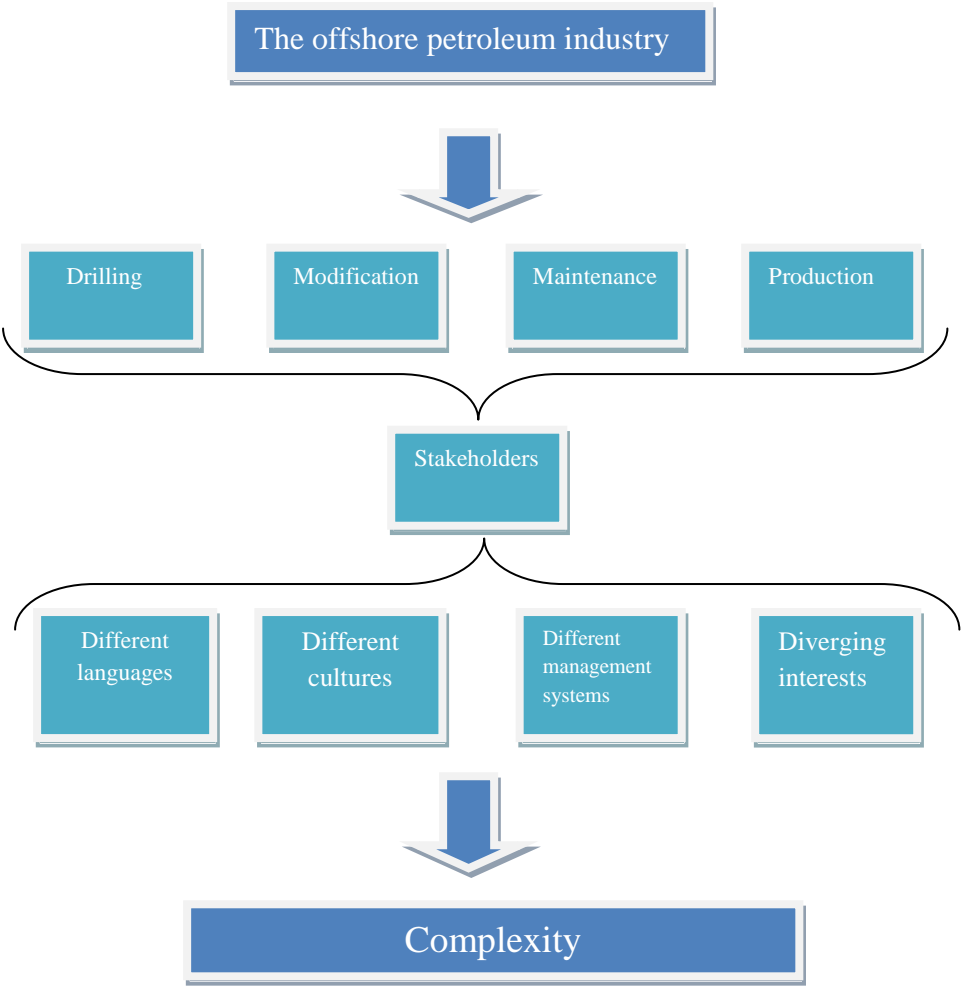 The offshore petroleum industry
Drilling
Modification
Maintenance
Production
Stakeholders
Different
languages
Different
cultures
Different
management
systems
Diverging
interests
Complexity